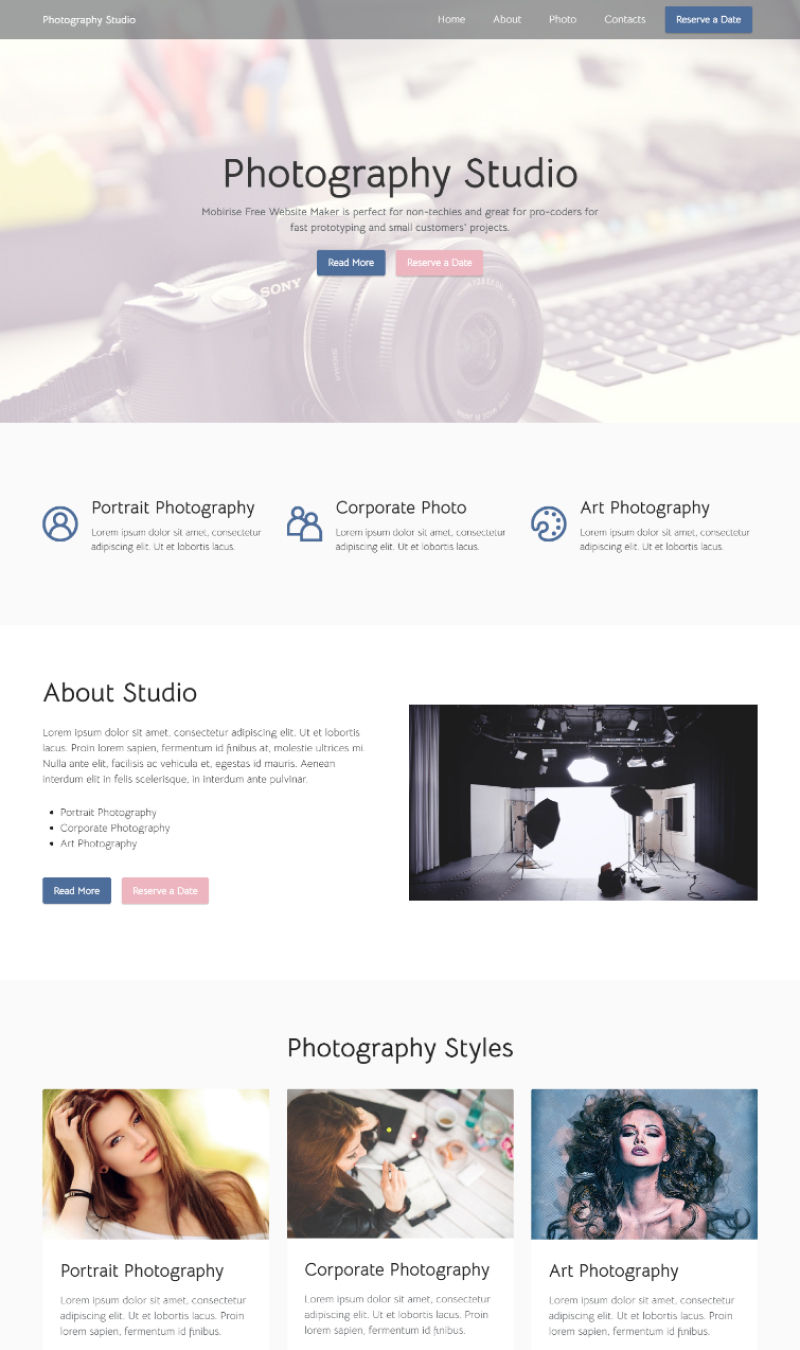 Photography Studio
Home About Photo Contacts Reserve a Date
Photography Studio
Mobirise Free Website Maker is perfect for non-techies and great for pro-coders for
fast prototyping and small customers' projects.
Read More Reserve a Date
SONY
Portrait Photography
Lorem ipsum dolor sit amet, consectetur
adipiscing elit. Ut et lobortis lacus.
Corporate Photo
Lorem ipsum dolor sit amet, consectetur
adipiscing elit. Ut et lobortis lacus.
Art Photography
Lorem ipsum dolor sit amet, consectetur
adipiscing elit. Ut et lobortis lacus.
About Studio
Lorem ipsum dolor sit amet, consectetur adipiscing elit. Ut et lobortis
lacus. Proin lorem sapien, fermentum id finibus at, molestie ultrices mi.
Nulla ante elit, facilisis ac vehicula et, egestas id mauris. Aenean
interdum elit in felis scelerisque, in interdum ante pulvinar.
Portrait Photography
Corporate Photography
Art Photography
Read More Reserve a Date
Photography Styles
Portrait Photography
Lorem ipsum dolor sit amet, consectetur
adipiscing elit. Ut et lobortis lacus. Proin
lorem sapien, fermentum id finibus.
Corporate Photography
Lorem ipsum dolor sit amet, consectetur
adipiscing elit. Ut et lobortis lacus. Proin
lorem sapien, fermentum id finibus.
Art Photography
Lorem ipsum dolor sit amet, consectetur
adipiscing elit. Ut et lobortis lacus. Proin
lorem sapien, fermentum id finibus.